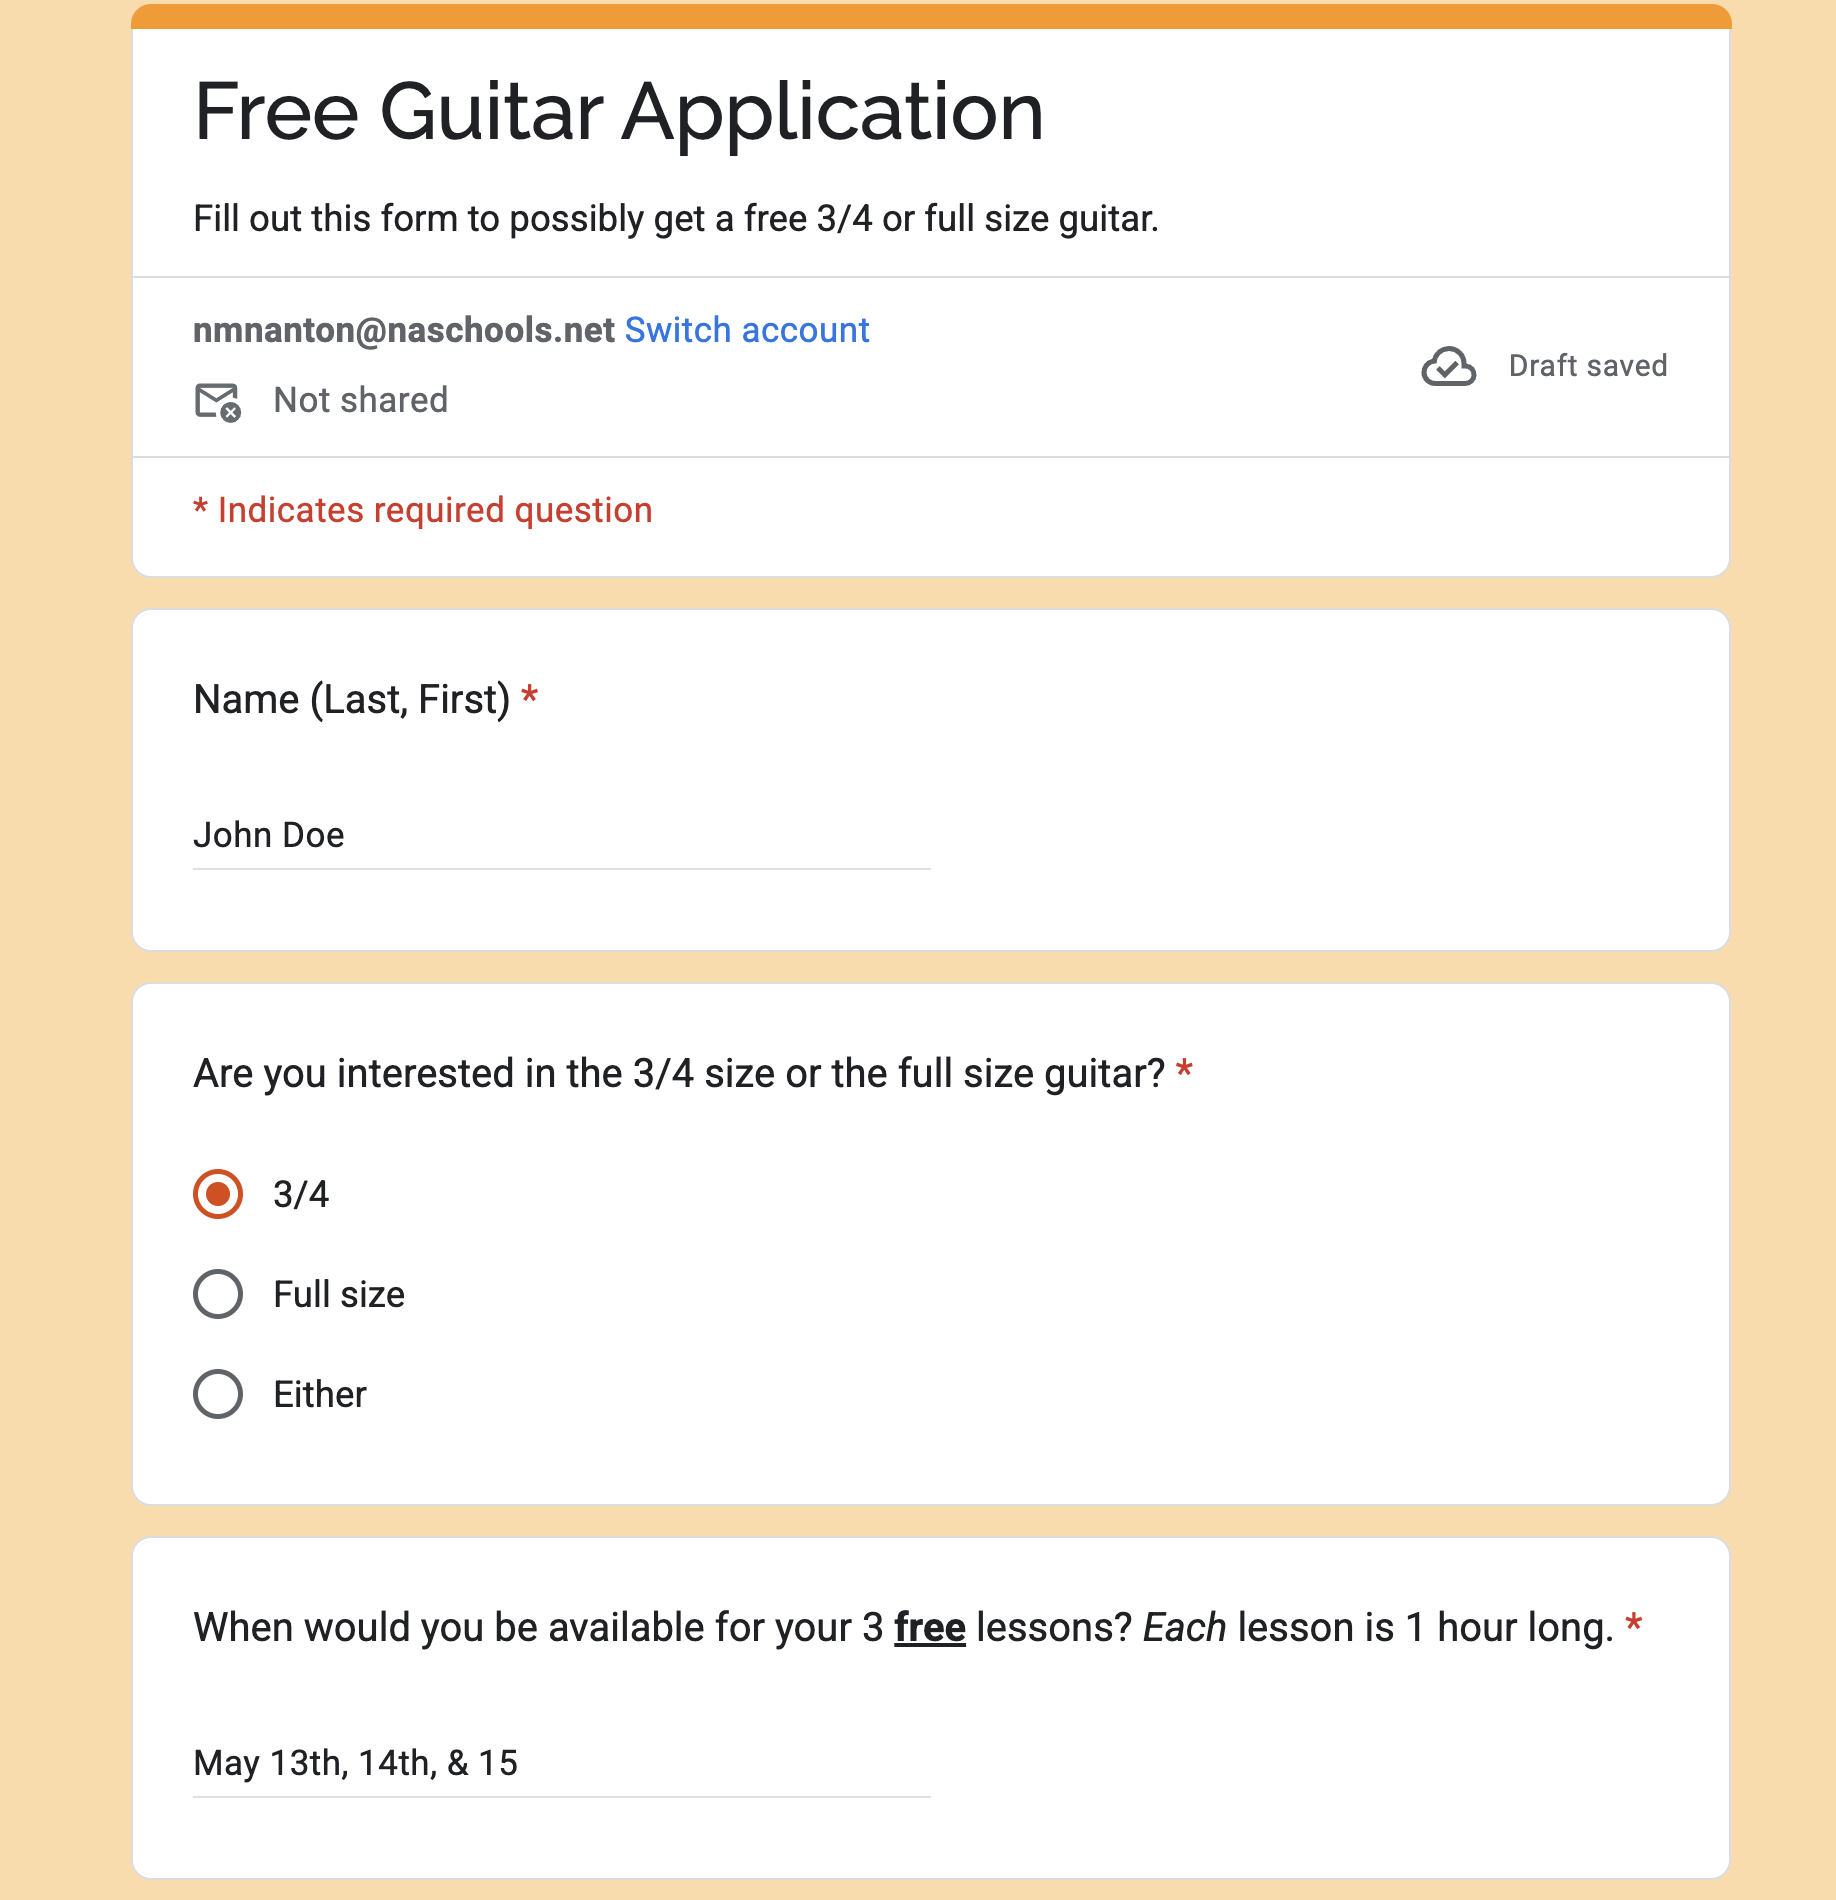 Free Guitar Application
Fill out this form to possibly get a free 3/4 or full size guitar.
nmnanton@naschools.net Switch account
Not shared
Draft saved
* Indicates required question
Name (Last, First) *
John Doe
Are you interested in the 3/4 size or the full size guitar? *
3/4
Full size
Either
When would you be available for your 3 free lessons? Each lesson is 1 hour long. *
May 13th, 14th, & 15